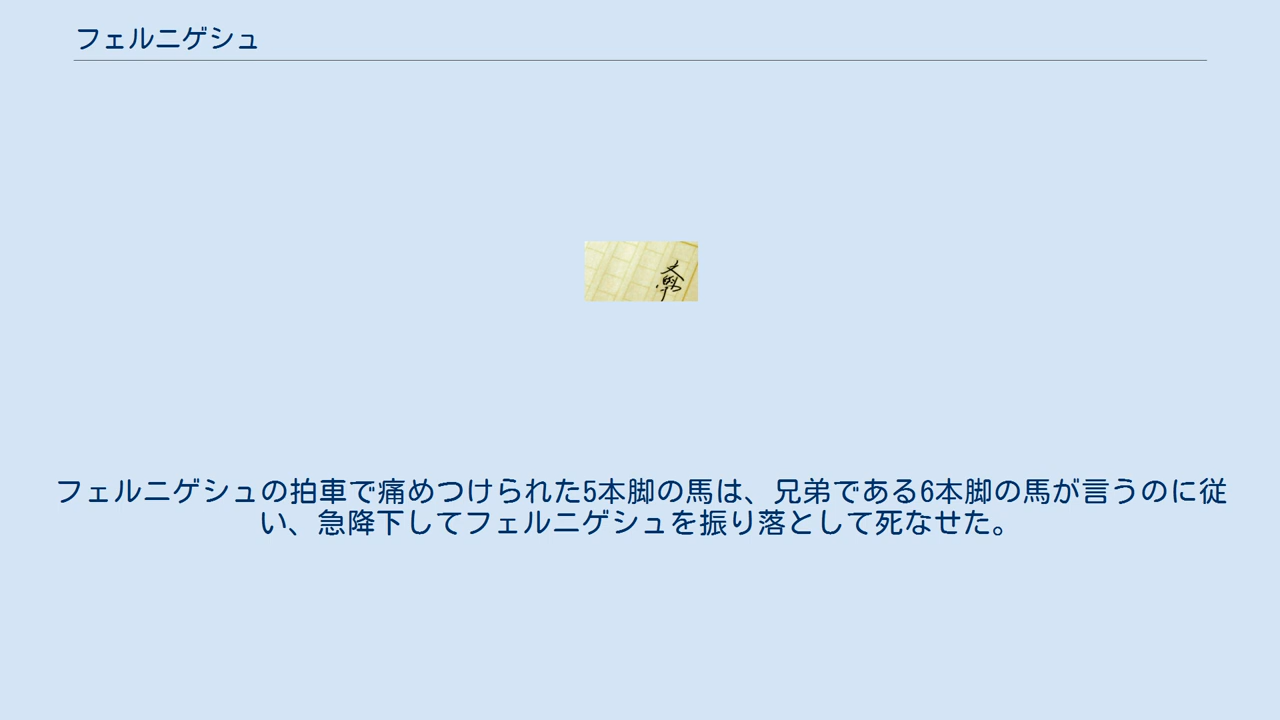 フェルニゲシュ
フェルニゲシュの拍車で痛めつけられた5本脚の馬は、兄弟である6本脚の馬が言うのに従
い、急降下してフェルニゲシュを振り落として死なせた。